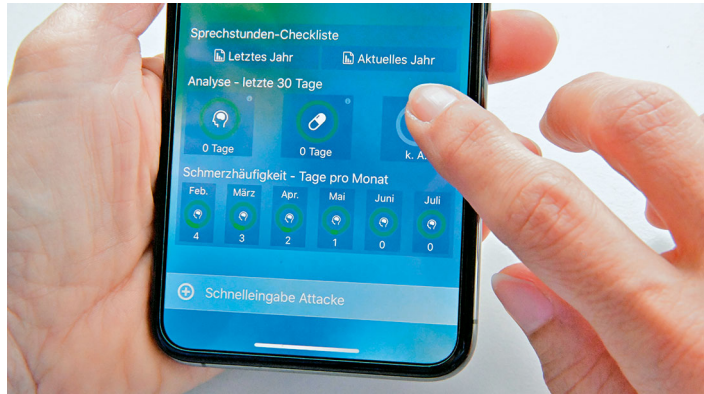 Sprechstunden-Checkliste
Letztes Jahr Aktuelles Jahr
Analyse - letzte 30 Tage
0 Tage 0 Tage k. A.
Schmerzhäufigkeit - Tage pro Monat
Feb. März Apr. Mai Juni Juli
4 3 2 1 0 0
Schnelleingabe Attacke